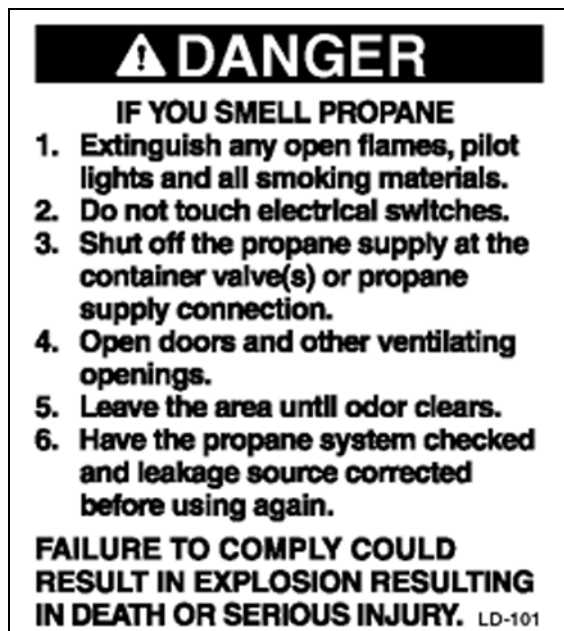 DANGER
IF YOU SMELL PROPANE
1. Extinguish any open flames, pilot
lights and all smoking materials.
2. Do not touch electrical switches.
3. Shut off the propane supply at the
container valve(s) or propane
supply connection.
4. Open doors and other ventilating
openings.
5. Leave the area until odor clears.
6. Have the propane system checked
and leakage source corrected
before using again.
FAILURE TO COMPLY COULD
RESULT IN EXPLOSION RESULTING
IN DEATH OR SERIOUS INJURY. LD-101